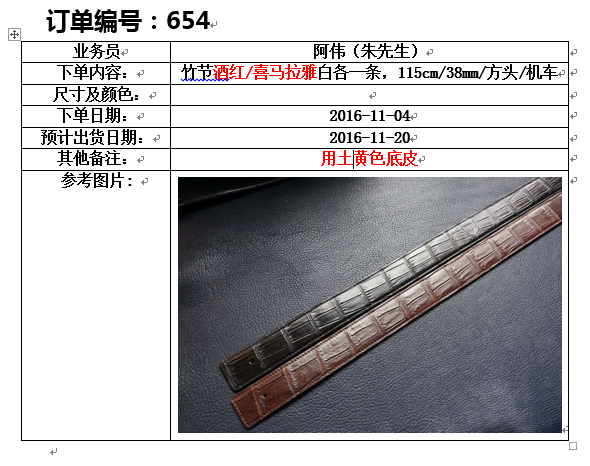 订单编号：654
业务员 阿伟（朱先生）
下单内容： 竹节酒红/喜马拉雅白各一条，115cm/38mm/方头/机车
尺寸及颜色：
下单日期： 2016-11-04
预计出货日期： 2016-11-20
其他备注： 用土黄色底皮
参考图片：